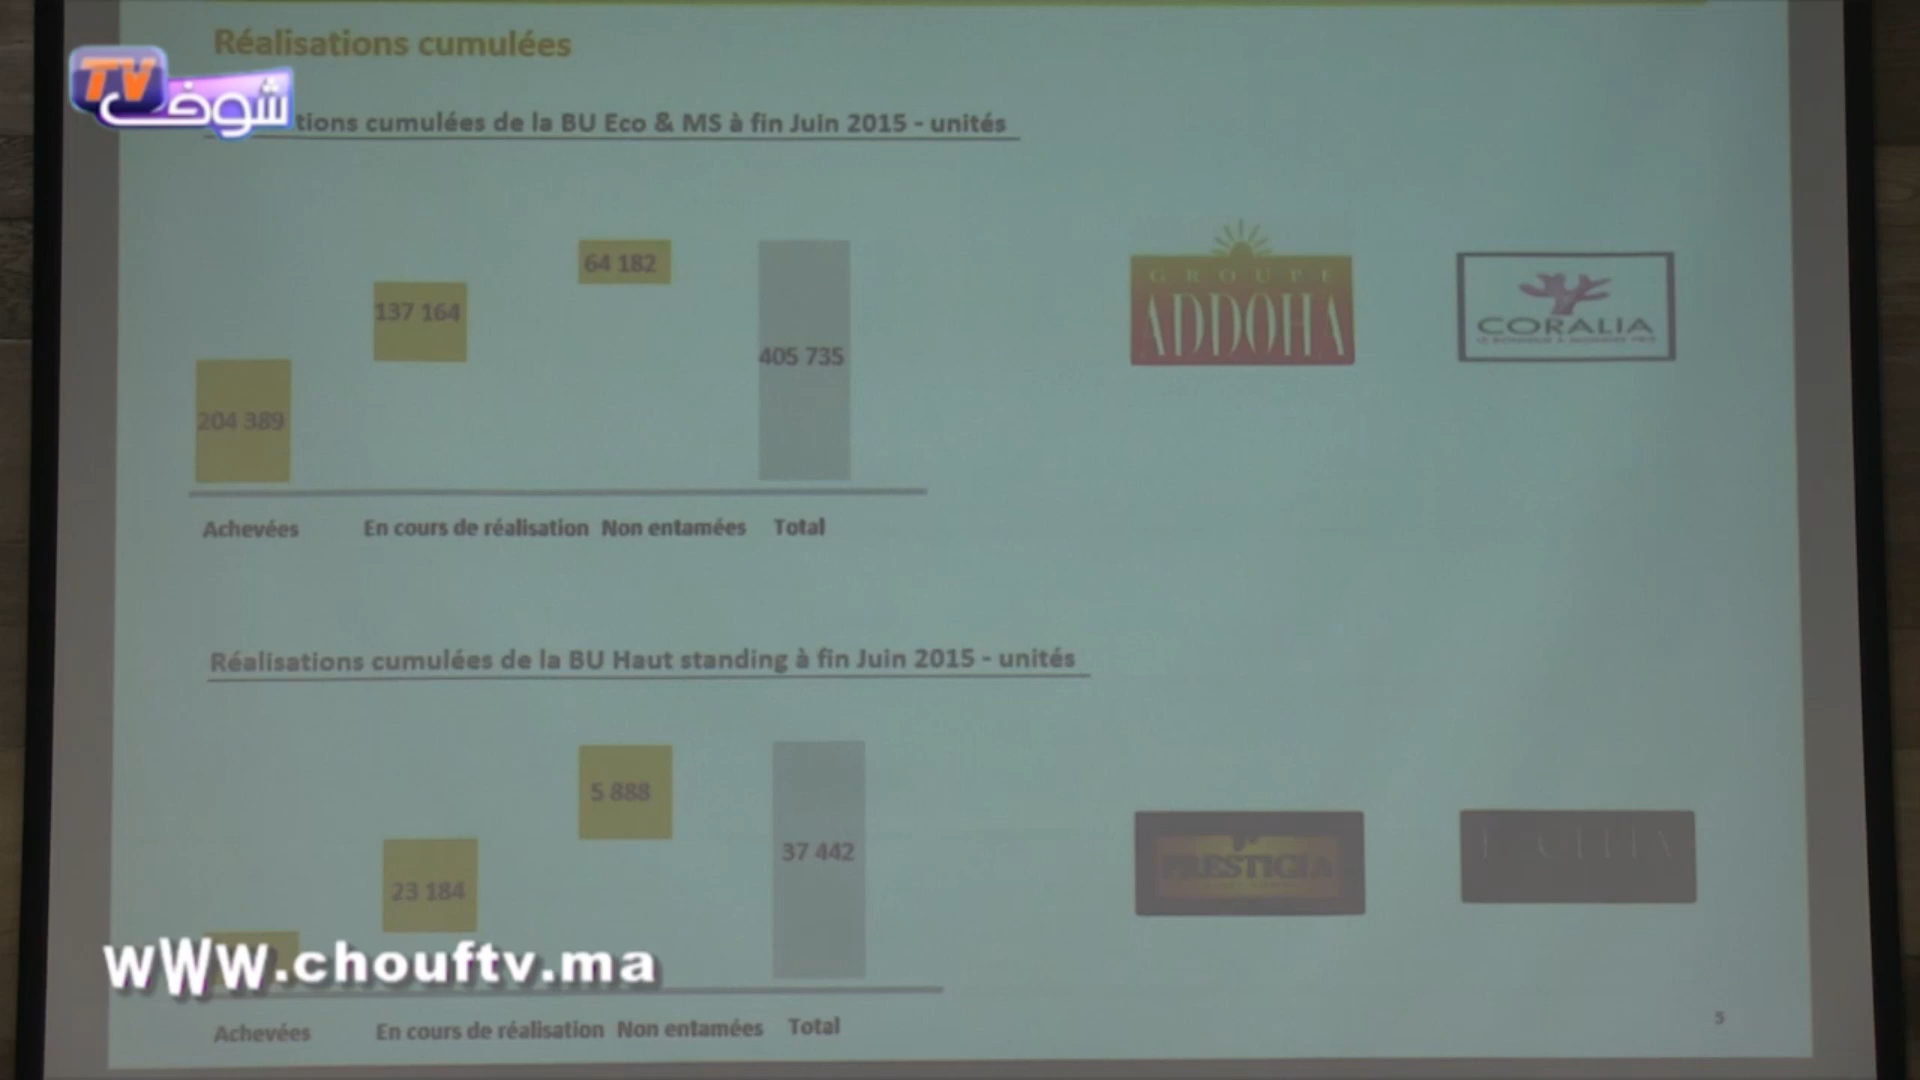 Réalisations cumulées
TV شوف
tions cumulées de la BU Eco & MS à fin Juin 2015 - unités
64 182
137 164
405 735
204 389
GROUPE
ADDOHA
CORALIA
Achevées En cours de réalisation Non entamées Total
Réalisations cumulées de la BU Haut standing à fin Juin 2015 - unités
5 888
37 442
23 184
PRESTIGIA
www.chouftv.ma
Achevées En cours de réalisation Non entamées Total
5